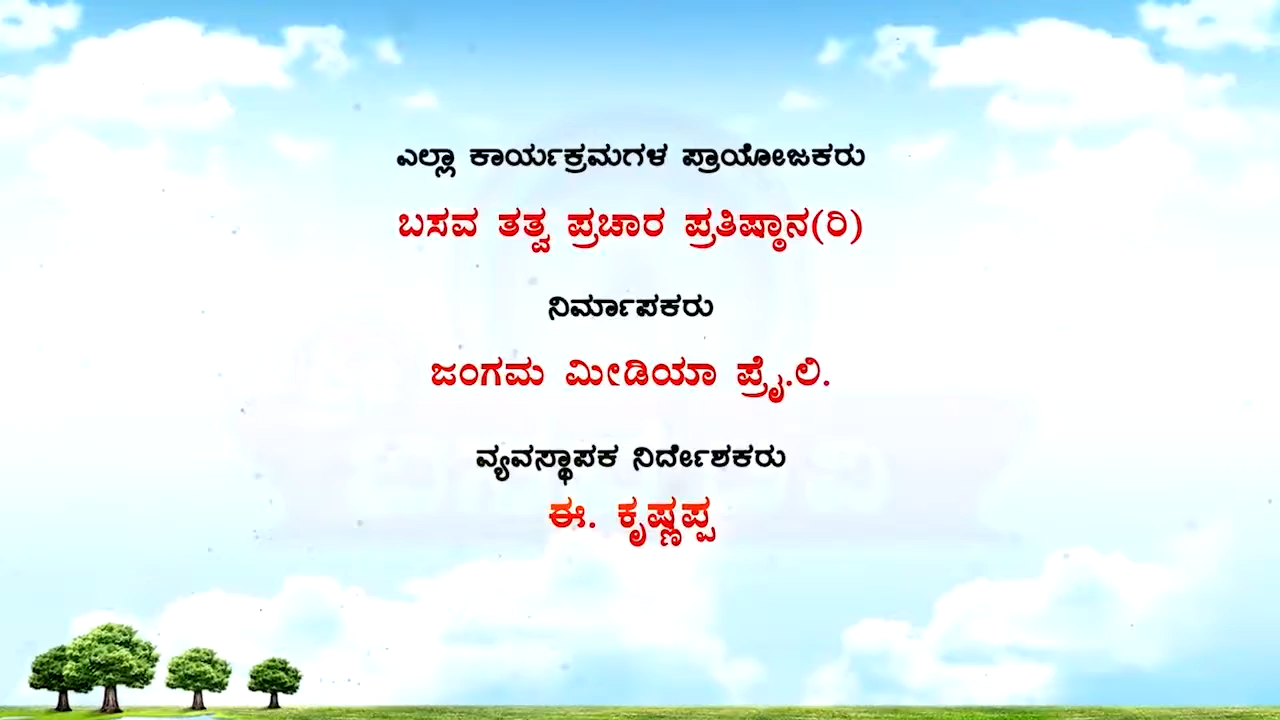 ಎಲ್ಲಾ ಕಾರ್ಯಕ್ರಮಗಳ ಪ್ರಾಯೋಜಕರು
ಬಸವ ತತ್ವ ಪ್ರಚಾರ ಪ್ರತಿಷ್ಠಾನ(ರಿ)
ನಿರ್ಮಾಪಕರು
ಜಂಗಮ ಮೀಡಿಯಾ ಪ್ರೈ.ಲಿ.
ವ್ಯವಸ್ಥಾಪಕ ನಿರ್ದೇಶಕರು
ಈ. ಕೃಷ್ಣಪ್ಪ